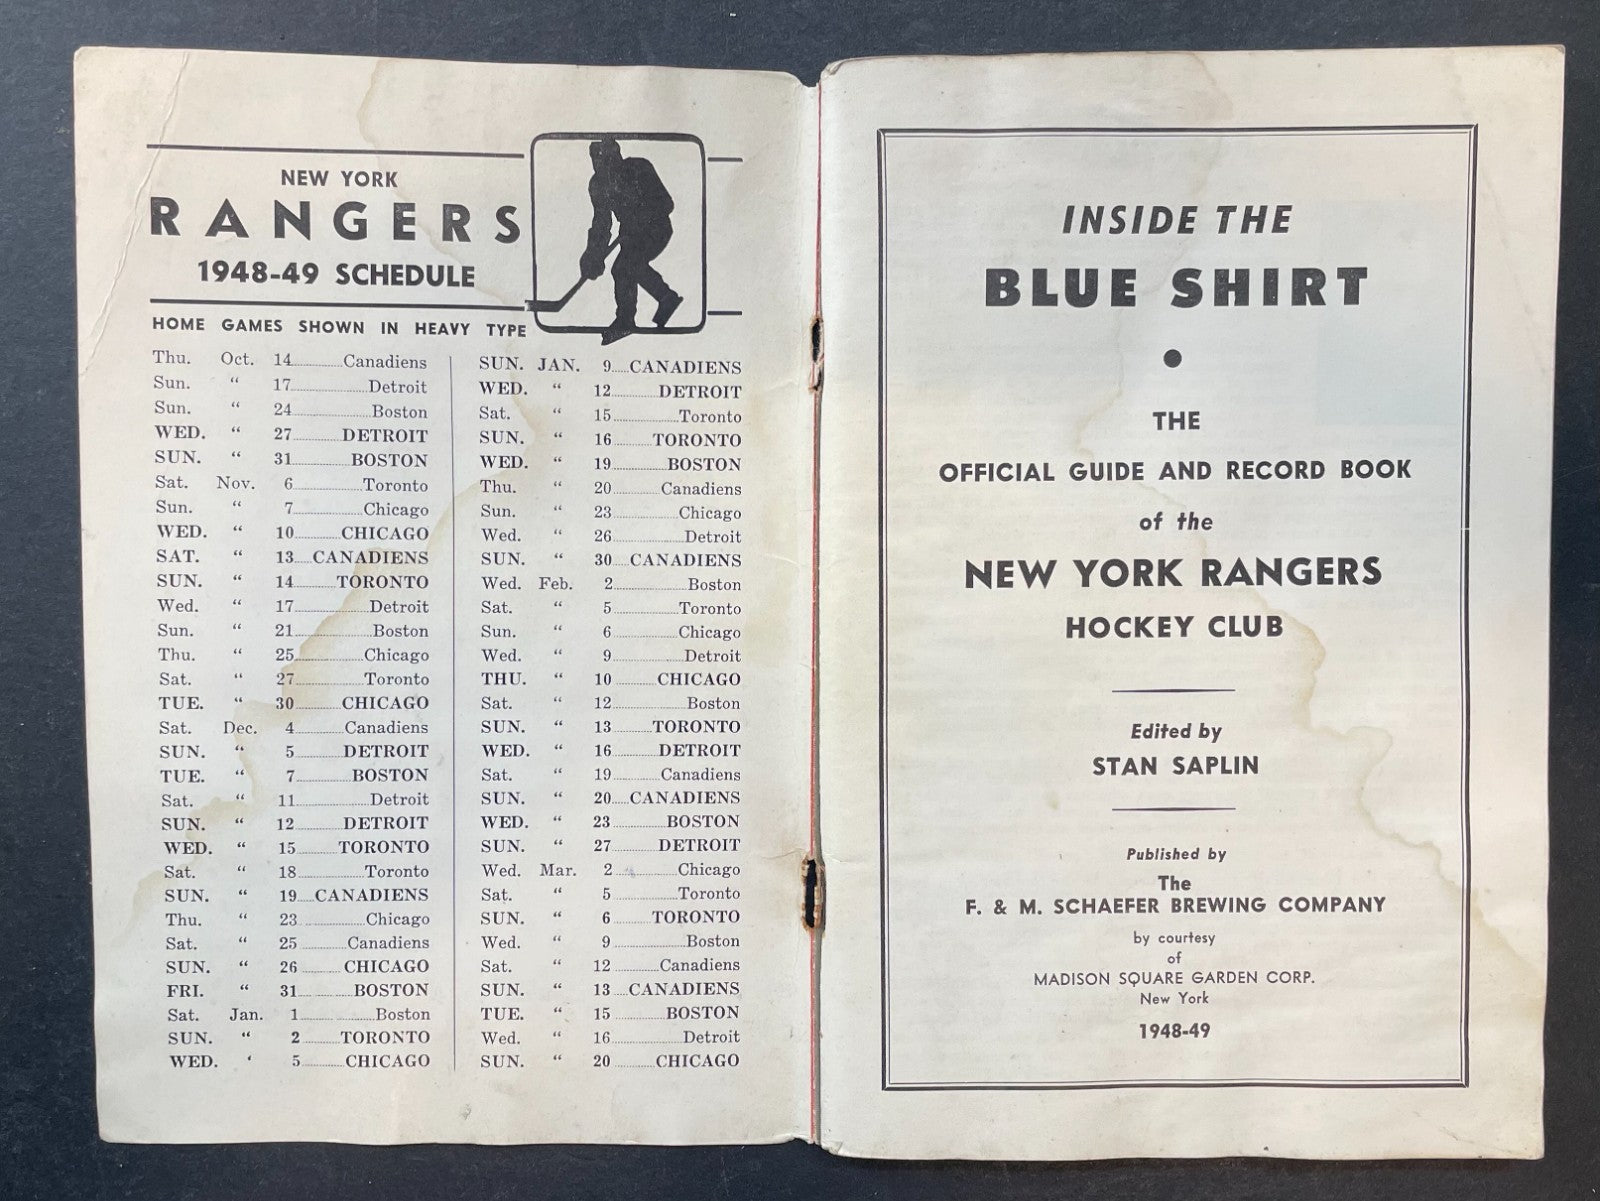 NEW YORK
RANGERS
1948-49 SCHEDULE
HOME GAMES SHOWN IN HEAVY TYPE
Thu. Oct. 14 Canadiens
Sun. " 17 Detroit
Sun. " 24 Boston
WED. " 27 DETROIT
SUN. " 31 BOSTON
Sat. Nov. 6 Toronto
Sun. " 7 Chicago
WED. " 10 CHICAGO
SAT. " 13 CANADIENS
SUN. " 14 TORONTO
Wed. " 17 Detroit
Sun. " 21 Boston
Thu. " 25 Chicago
Sat. " 27 Toronto
TUE. " 30 CHICAGO
Sat. Dec. 4 Canadiens
SUN. " 5 DETROIT
TUE. " 7 BOSTON
Sat. " 11 Detroit
SUN. " 12 DETROIT
WED. " 15 TORONTO
Sat. " 18 Toronto
SUN. " 19 CANADIENS
Thu. " 23 Chicago
Sat. " 25 Canadiens
SUN. " 26 CHICAGO
FRI. " 31 BOSTON
Sat. Jan. 1 Boston
SUN. " 2 TORONTO
WED. ' 5 CHICAGO
SUN. JAN. 9 CANADIENS
WED. " 12 DETROIT
Sat. " 15 Toronto
SUN. " 16 TORONTO
WED. " 19 BOSTON
Thu. " 20 Canadiens
Sun. " 23 Chicago
Wed. " 26 Detroit
SUN. " 30 CANADIENS
Wed. Feb. 2 Boston
Sat. " 5 Toronto
Sun. " 6 Chicago
Wed. " 9 Detroit
THU. " 10 CHICAGO
Sat. " 12 Boston
SUN. " 13 TORONTO
WED. " 16 DETROIT
Sat. " 19 Canadiens
SUN. " 20 CANADIENS
WED. " 23 BOSTON
SUN. " 27 DETROIT
Wed. Mar. 2 Chicago
Sat. " 5 Toronto
SUN. " 6 TORONTO
Wed. " 9 Boston
Sat. " 12 Canadiens
SUN. " 13 CANADIENS
TUE. " 15 BOSTON
Wed. " 16 Detroit
SUN. " 20 CHICAGO
INSIDE THE
BLUE SHIRT
●
THE
OFFICIAL GUIDE AND RECORD BOOK
of the
NEW YORK RANGERS
HOCKEY CLUB
Edited by
STAN SAPLIN
Published by
The
F. & M. SCHAEFER BREWING COMPANY
by courtesy
of
MADISON SQUARE GARDEN CORP.
New York
1948-49